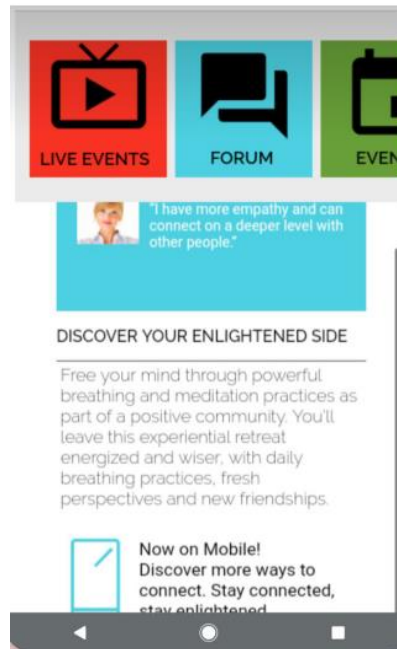 LIVE EVENTS
FORUM
EVEN
"I have more empathy and can
connect on a deeper level with
other people."
DISCOVER YOUR ENLIGHTENED SIDE
Free your mind through powerful
breathing and meditation practices as
part of a positive community. You'll
leave this experiential retreat
energized and wiser, with daily
breathing practices, fresh
perspectives and new friendships.
Now on Mobile!
Discover more ways to
connect. Stay connected,
stay enlightened